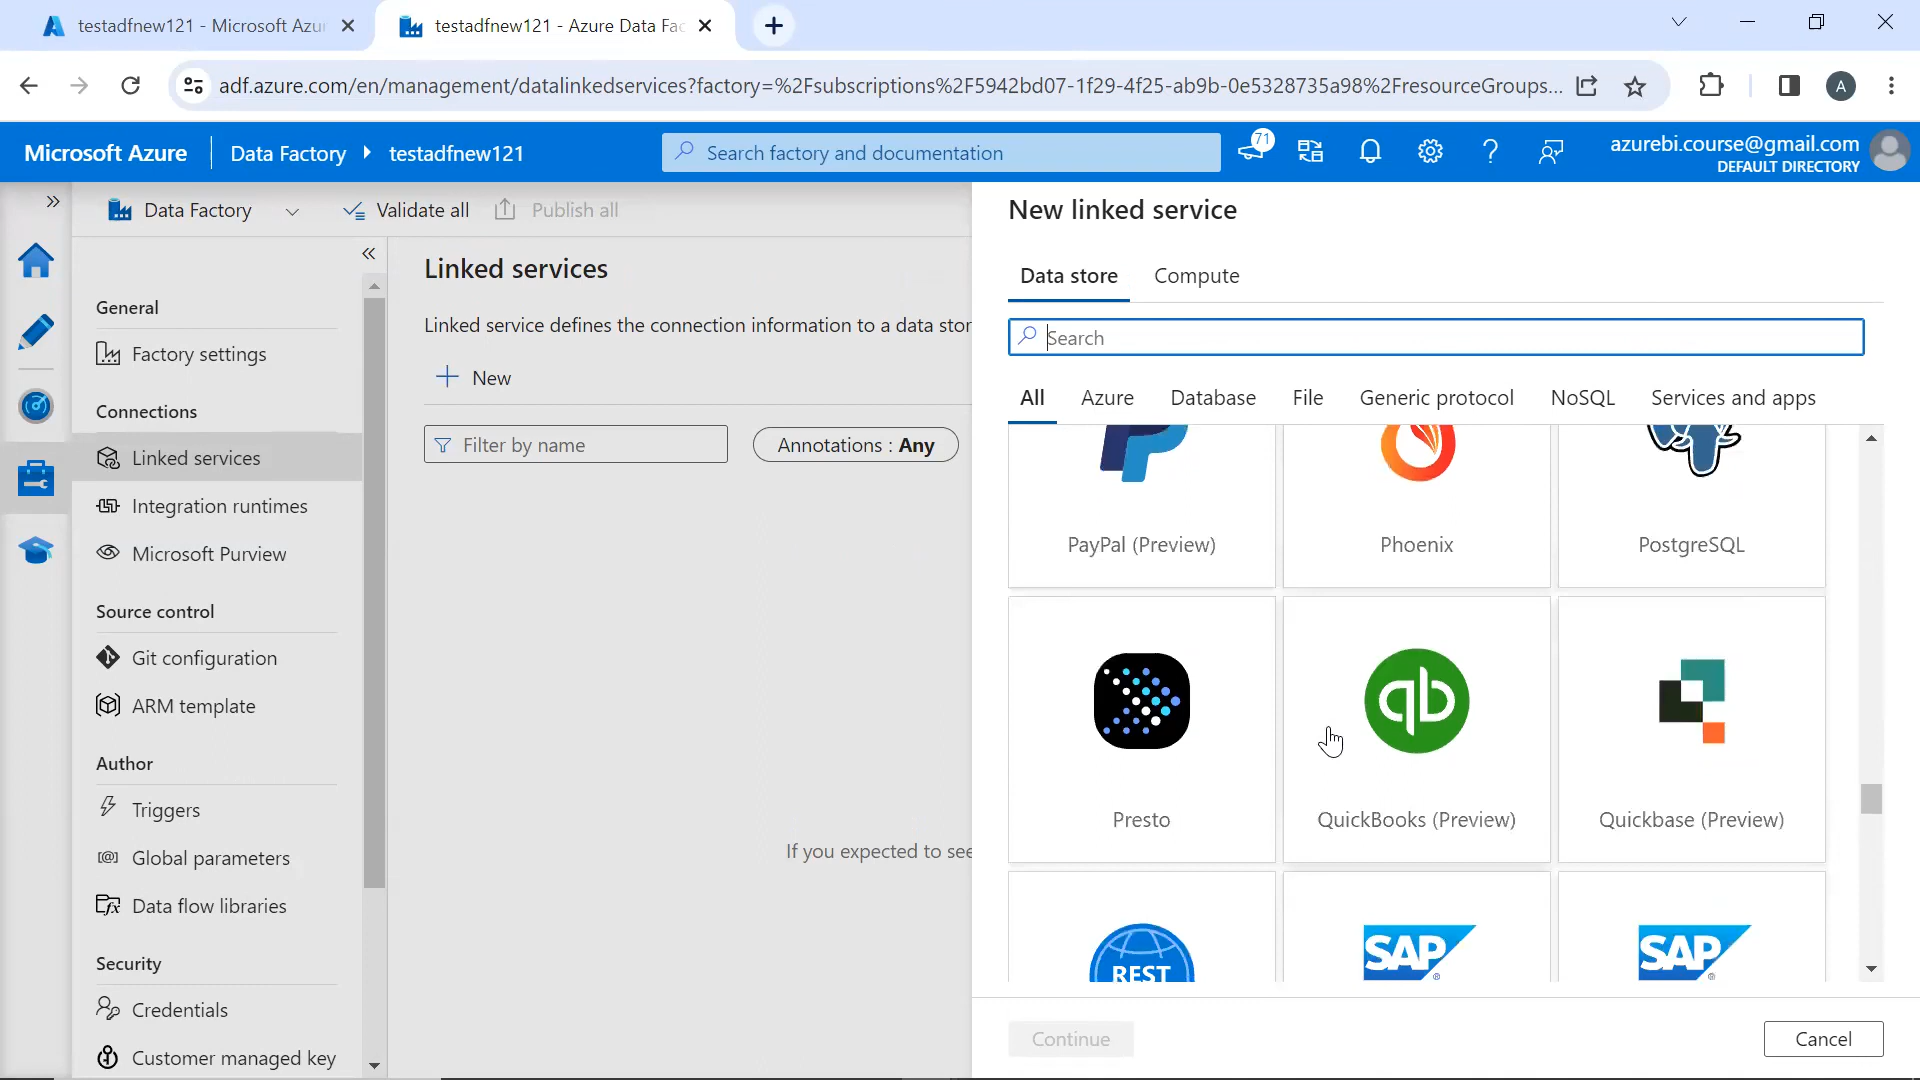 testadfnew121 - Microsoft Azur
testadfnew121 - Azure Data Fac
adf.azure.com/en/management/datalinkedservices?factory=%2Fsubscriptions%2F5942bd07-1f29-4f25-ab9b-0e5328735a98%2FresourceGroups...
A
Microsoft Azure
Data Factory
testadfnew121
Search factory and documentation
71
azurebi.course@gmail.com
DEFAULT DIRECTORY
Data Factory
Validate all
Publish all
General
Factory settings
Connections
Linked services
Integration runtimes
Microsoft Purview
Source control
Git configuration
ARM template
Author
Triggers
Global parameters
Data flow libraries
Security
Credentials
Customer managed key
Linked services
Linked service defines the connection information to a data stor
New
Filter by name
Annotations : Any
If you expected to see
New linked service
Data store
Compute
Search
All
Azure
Database
File
Generic protocol
NoSQL
Services and apps
PayPal (Preview)
Phoenix
PostgreSQL
qb
Presto
QuickBooks (Preview)
Quickbase (Preview)
REST
SAP
SAP
Continue
Cancel